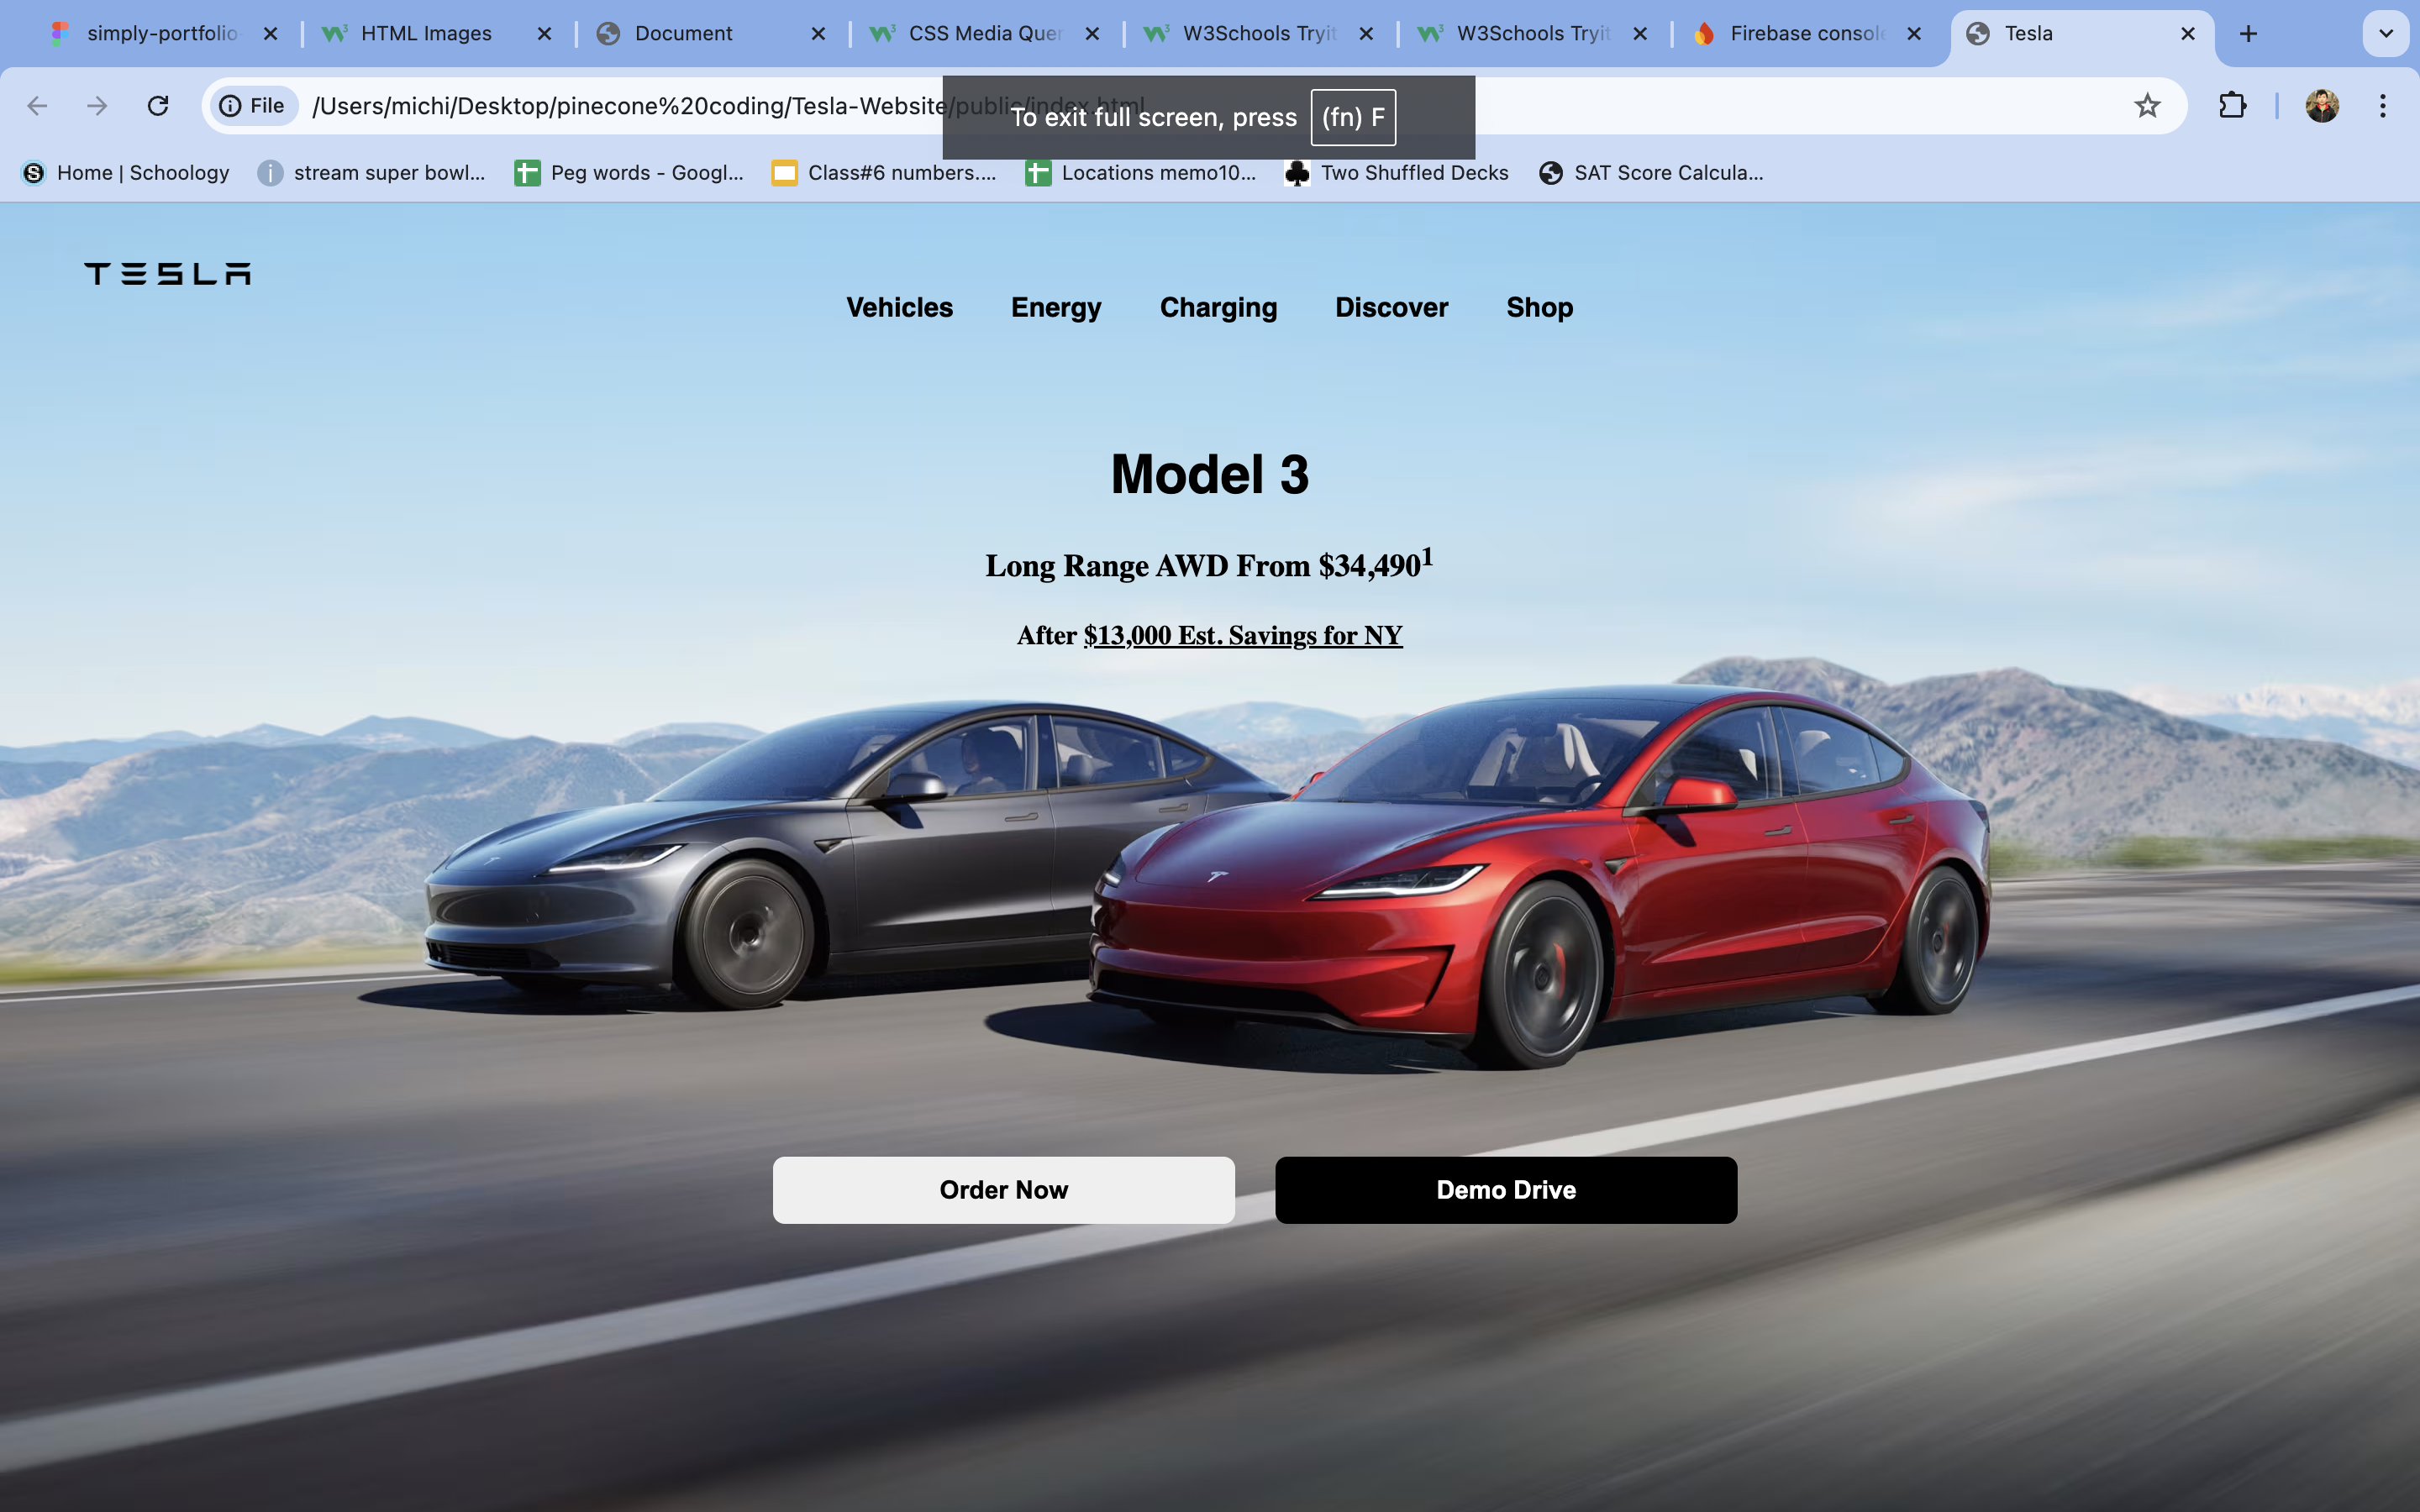 simply-portfolio HTML Images Document CSS Media Quer W3Schools Tryit W3Schools Tryit Firebase console Tesla
File /Users/michi/Desktop/pinecone%20coding/Tesla-Website/public/index.html
To exit full screen, press (fn) F
Home | Schoology stream super bowl... Peg words - Googl... Class#6 numbers.... Locations memo10... Two Shuffled Decks SAT Score Calcula...
TESLA
Vehicles Energy Charging Discover Shop
Model 3
Long Range AWD From $34,490¹
After $13,000 Est. Savings for NY
Order Now Demo Drive